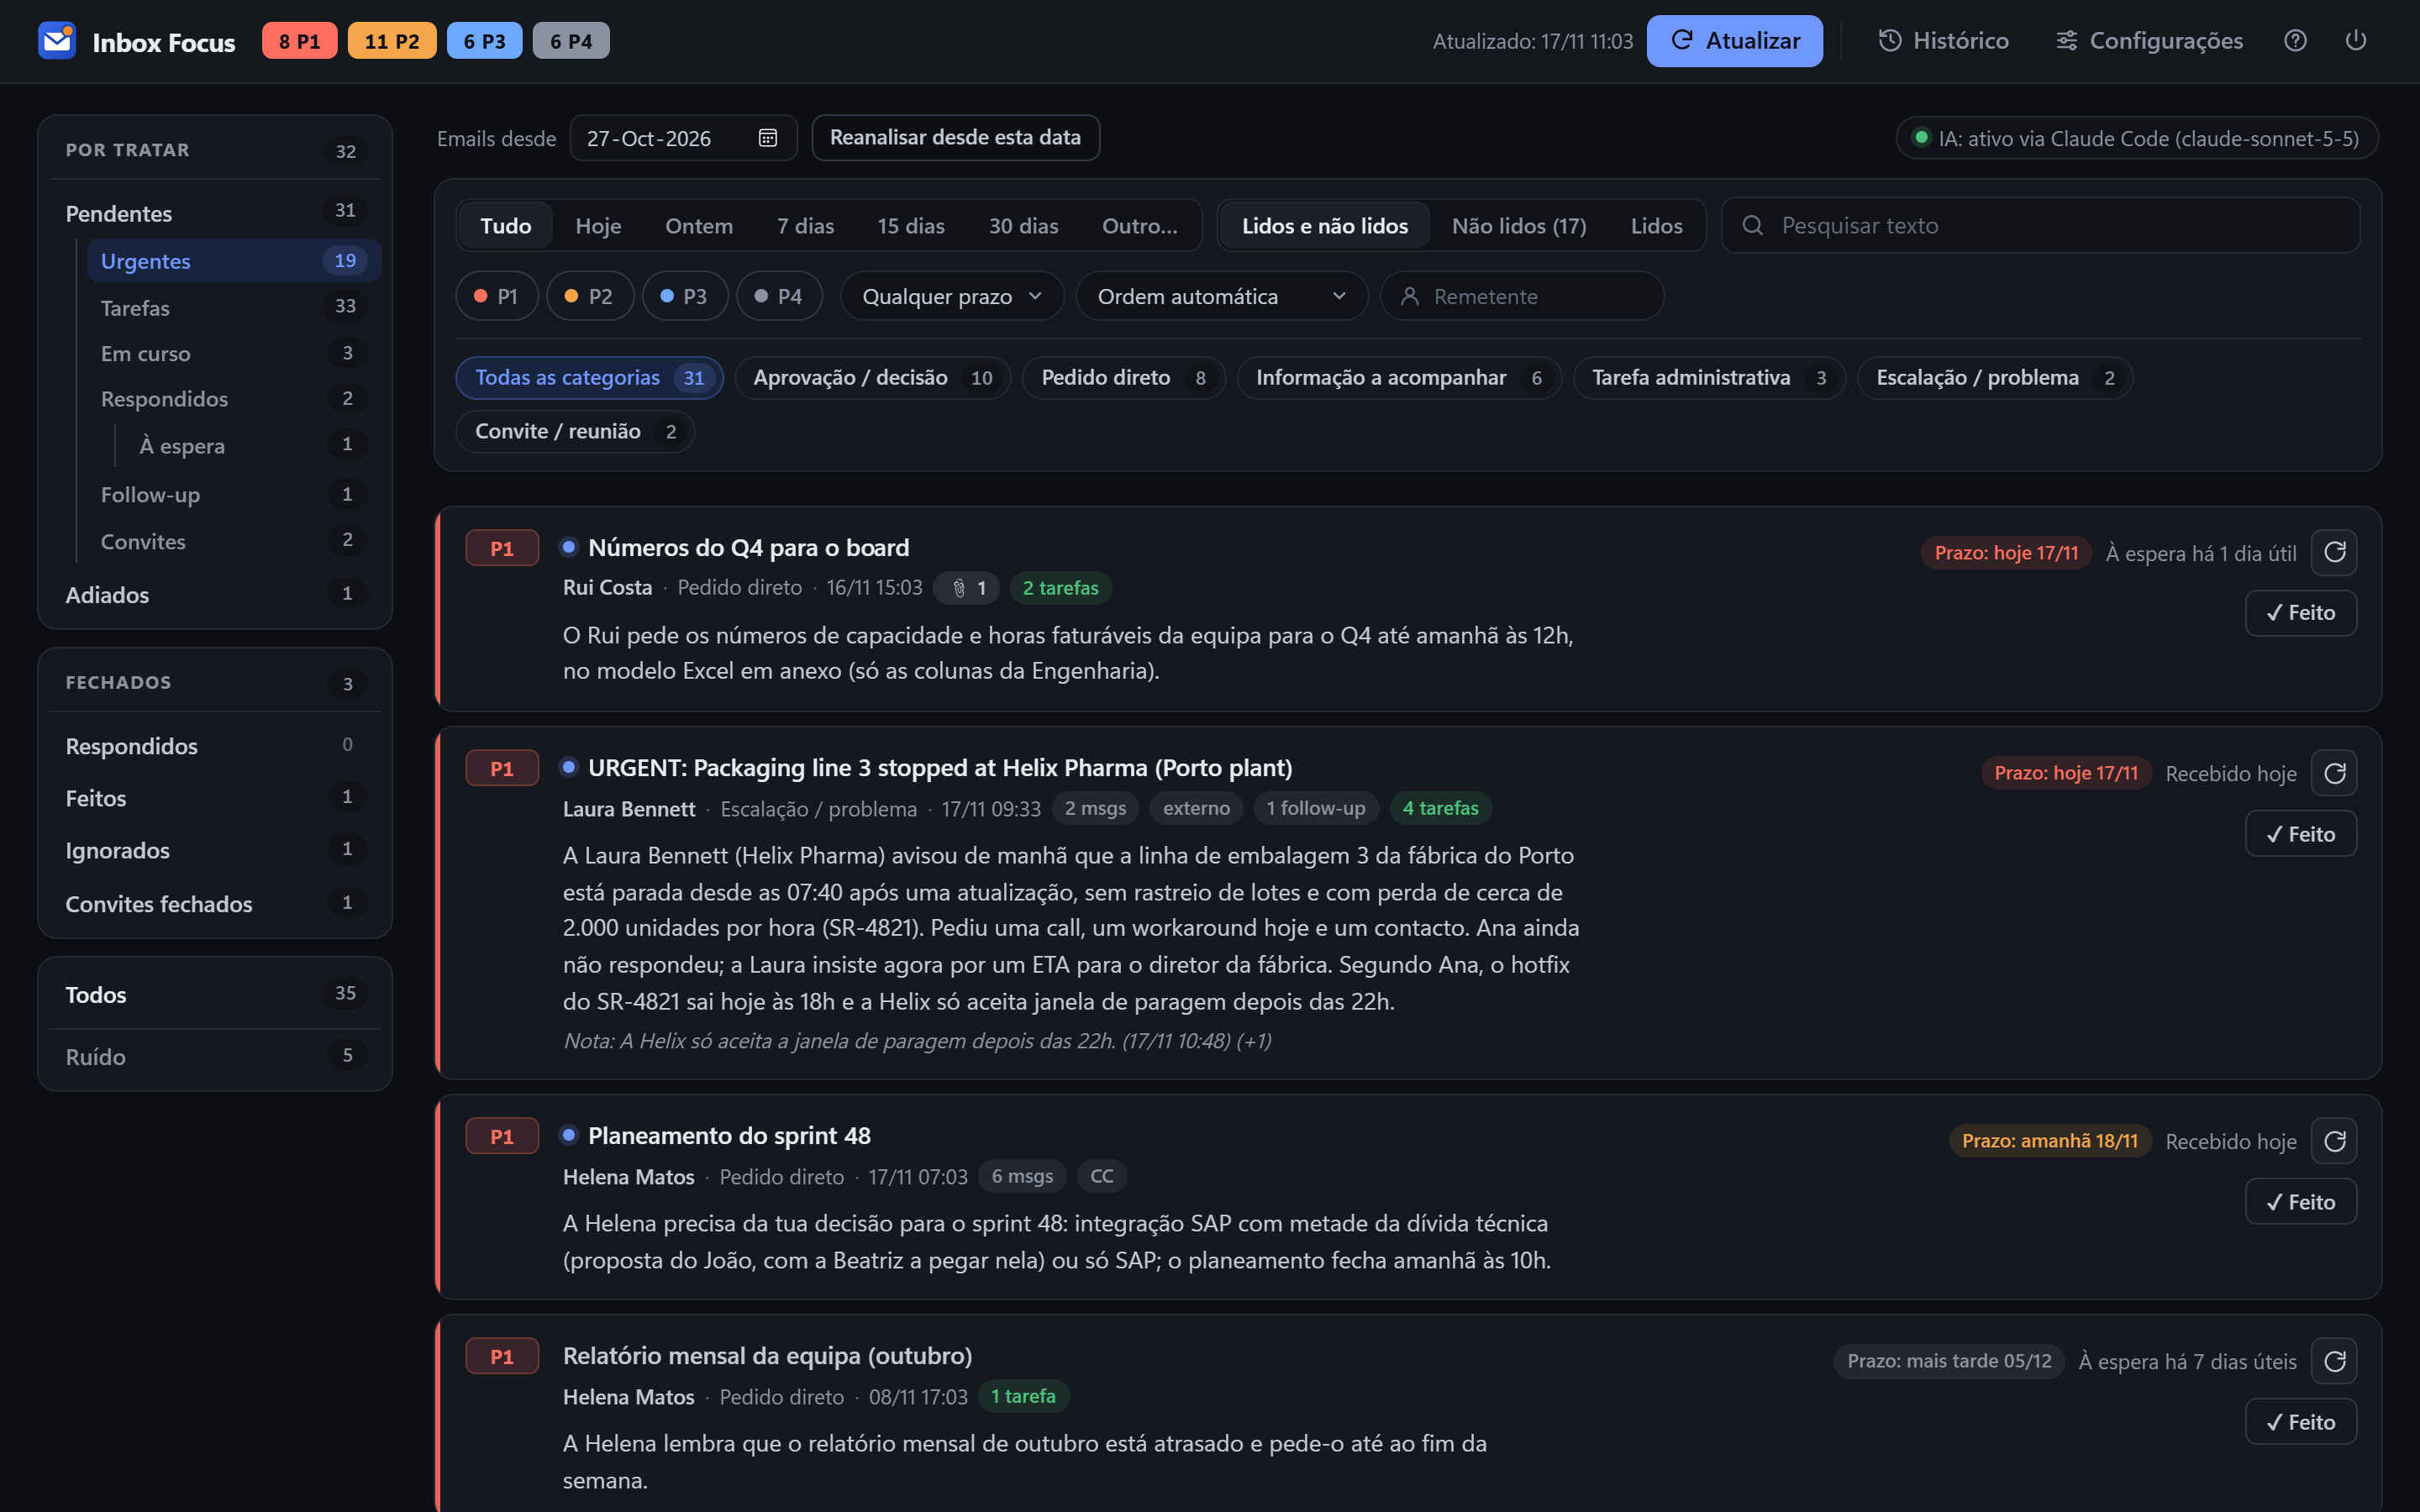 Inbox Focus
8 P1
11 P2
6 P3
6 P4
Atualizado: 17/11 11:03
Atualizar
Histórico
Configurações
POR TRATAR 32
Pendentes 31
Urgentes 19
Tarefas 33
Em curso 3
Respondidos 2
À espera 1
Follow-up 1
Convites 2
Adiados 1
FECHADOS 3
Respondidos 0
Feitos 1
Ignorados 1
Convites fechados 1
Todos 35
Ruído 5
Emails desde 27-Oct-2026 Reanalisar desde esta data
IA: ativo via Claude Code (claude-sonnet-5-5)
Tudo Hoje Ontem 7 dias 15 dias 30 dias Outro...
Lidos e não lidos Não lidos (17) Lidos
Pesquisar texto
P1 P2 P3 P4 Qualquer prazo Ordem automática Remetente
Todas as categorias 31 Aprovação / decisão 10 Pedido direto 8 Informação a acompanhar 6 Tarefa administrativa 3 Escalação / problema 2
Convite / reunião 2
P1 Números do Q4 para o board
Prazo: hoje 17/11 À espera há 1 dia útil
Rui Costa · Pedido direto · 16/11 15:03 1 2 tarefas
✓ Feito
O Rui pede os números de capacidade e horas faturáveis da equipa para o Q4 até amanhã às 12h,
no modelo Excel em anexo (só as colunas da Engenharia).
P1 URGENT: Packaging line 3 stopped at Helix Pharma (Porto plant)
Prazo: hoje 17/11 Recebido hoje
Laura Bennett · Escalação / problema · 17/11 09:33 2 msgs externo 1 follow-up 4 tarefas
✓ Feito
A Laura Bennett (Helix Pharma) avisou de manhã que a linha de embalagem 3 da fábrica do Porto
está parada desde as 07:40 após uma atualização, sem rastreio de lotes e com perda de cerca de
2.000 unidades por hora (SR-4821). Pediu uma call, um workaround hoje e um contacto. Ana ainda
não respondeu; a Laura insiste agora por um ETA para o diretor da fábrica. Segundo Ana, o hotfix
do SR-4821 sai hoje às 18h e a Helix só aceita janela de paragem depois das 22h.
Nota: A Helix só aceita a janela de paragem depois das 22h. (17/11 10:48) (+1)
P1 Planeamento do sprint 48
Prazo: amanhã 18/11 Recebido hoje
Helena Matos · Pedido direto · 17/11 07:03 6 msgs CC
✓ Feito
A Helena precisa da tua decisão para o sprint 48: integração SAP com metade da dívida técnica
(proposta do João, com a Beatriz a pegar nela) ou só SAP; o planeamento fecha amanhã às 10h.
P1 Relatório mensal da equipa (outubro)
Prazo: mais tarde 05/12 À espera há 7 dias úteis
Helena Matos · Pedido direto · 08/11 17:03 1 tarefa
✓ Feito
A Helena lembra que o relatório mensal de outubro está atrasado e pede-o até ao fim da
semana.